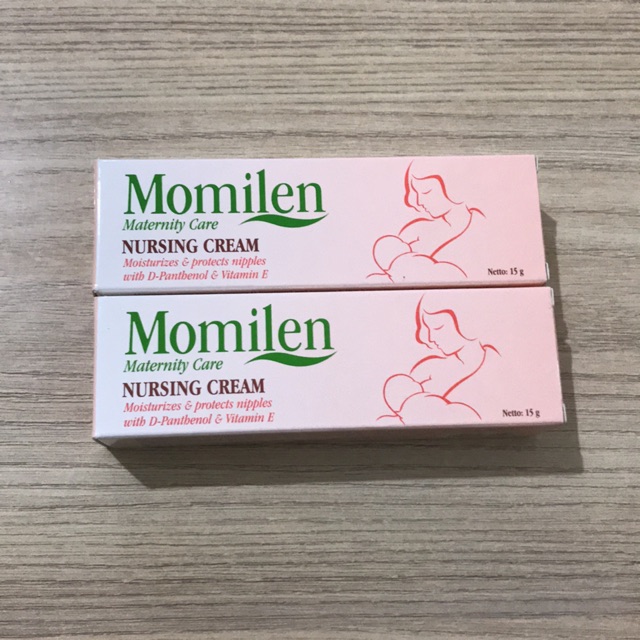 Momilen
Maternity Care
NURSING CREAM
Moisturizes & protects nipples
with D-Panthenol & Vitamin E
Netto: 15 g
Momilen
Maternity Care
NURSING CREAM
Moisturizes & protects nipples
with D-Panthenol & Vitamin E
Netto: 15 g